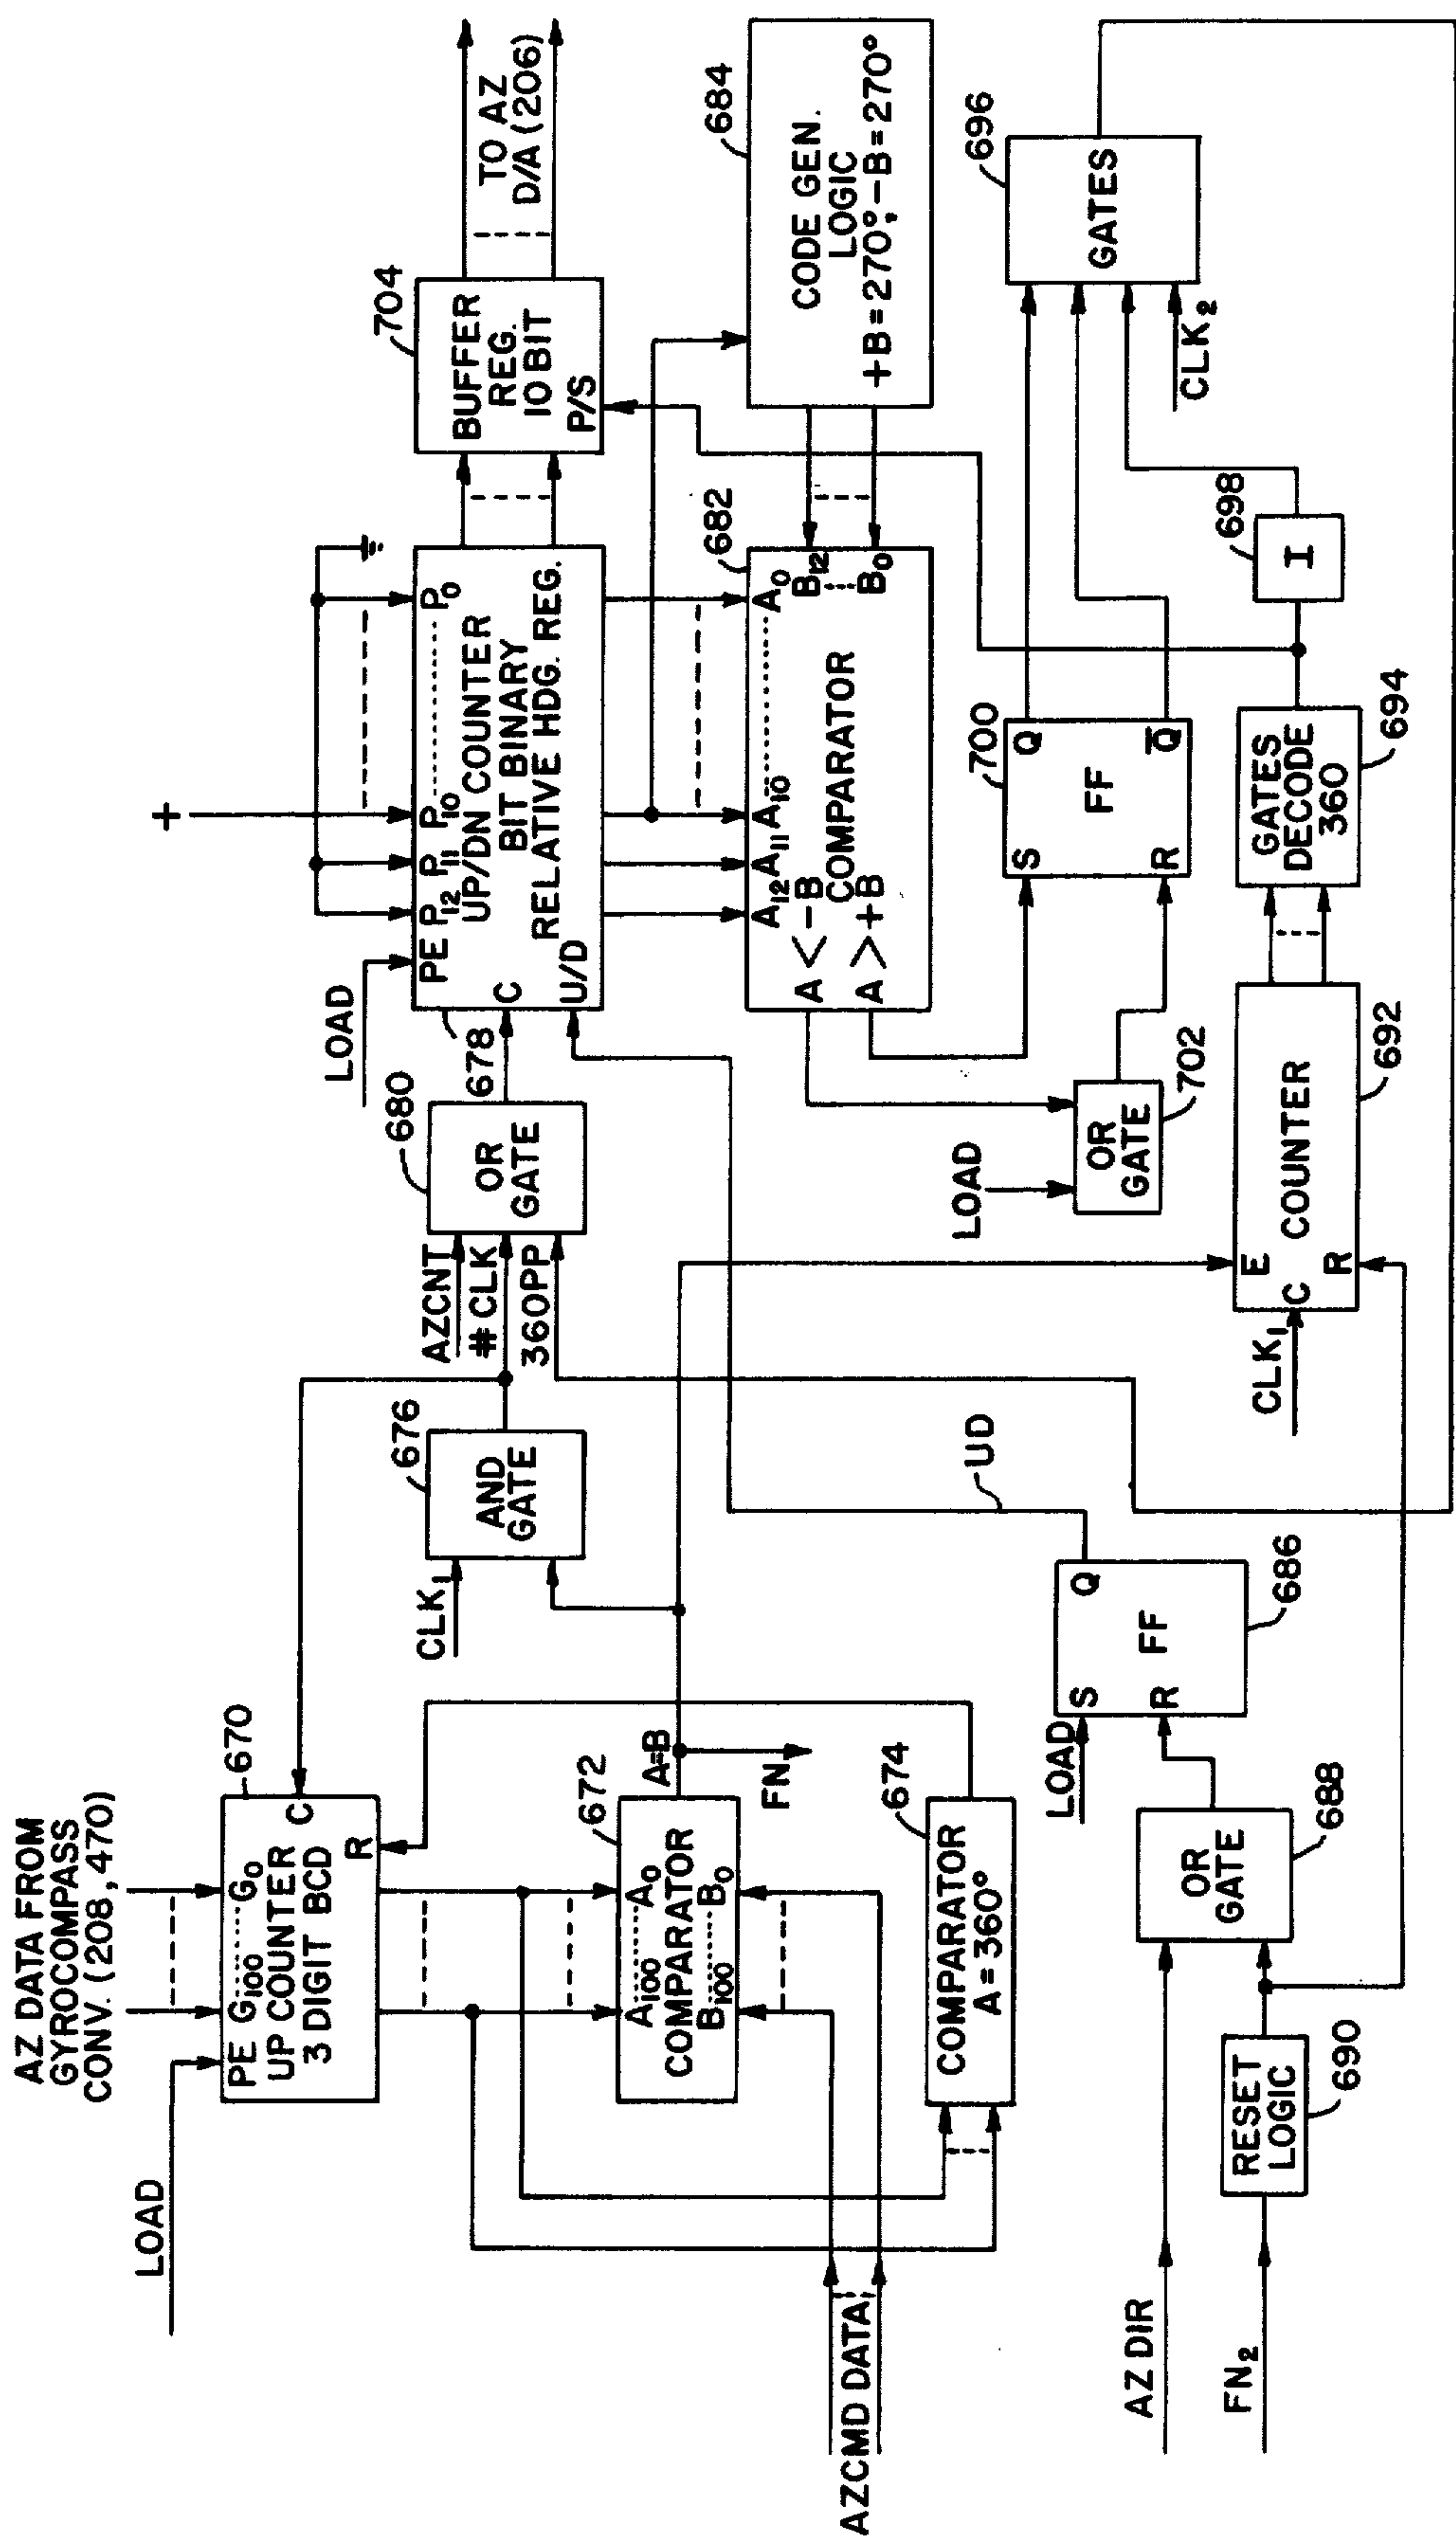 AZ DATA FROM
GYROCOMPASS
CONV. (208, 470)
LOAD
PE G100 G0
UP COUNTER
3 DIGIT BCD
C
R
670
A100 A0
COMPARATOR
B100 B0
A=B
672
FN
COMPARATOR
A = 360°
674
AZCMD DATA
CLK1
AND
GATE
676
AZCNT
# CLK
360PP
OR
GATE
680
LOAD
678
PE P12 P11 P10 P0
UP/DN COUNTER
BIT BINARY
RELATIVE HDG. REG.
C
U/D
+
BUFFER
REG.
10 BIT
P/S
704
TO AZ
D/A (206)
A12 A11 A10 A0
A < -B
COMPARATOR
A > +B
B12
B0
682
CODE GEN.
LOGIC
+B = 270°, -B = 270°
684
AZ DIR
FN2
RESET
LOGIC
690
OR
GATE
688
LOAD
S
R
FF
Q
686
UD
LOAD
OR
GATE
702
S
R
FF
Q
Q̅
700
CLK1
E
C
R
COUNTER
692
GATES
DECODE
360
694
I
698
CLK2
GATES
696